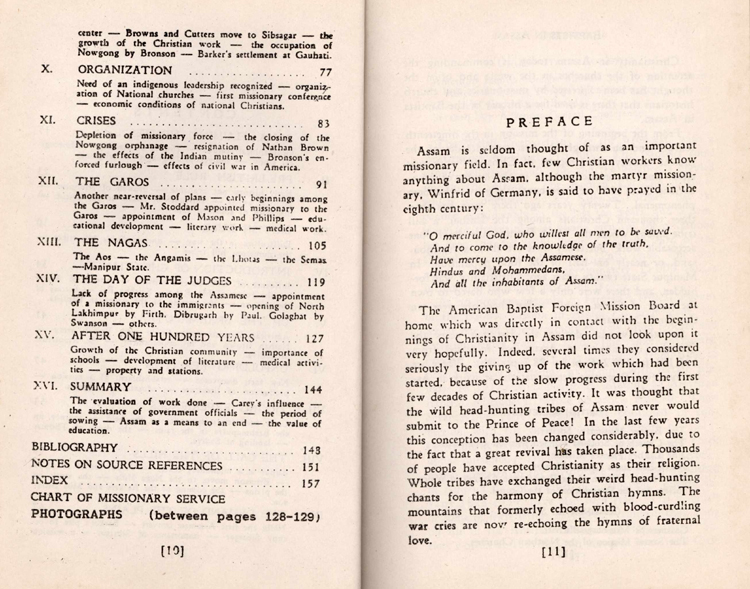 center — Browns and Cutters move to Sibsagar — the
growth of the Christian work — the occupation of
Nowgong by Bronson — Barker's settlement at Gauhati.
X. ORGANIZATION .................... 77
Need of an indigenous leadership recognized — organiz-
ation of National churches — first missionary conference
— economic conditions of national Christians.
XI. CRISES .................... 83
Depletion of missionary force — the closing of the
Nowgong orphanage — resignation of Nathan Brown
— the effects of the Indian mutiny — Bronson's en-
forced furlough — effects of civil war in America.
XII. THE GAROS .................... 91
Another near-reversal of plans — early beginnings among
the Garos — Mr. Stoddard appointed missionary to the
Garos — appointment of Mason and Phillips — edu-
cational development — literary work — medical work.
XIII. THE NAGAS .................... 105
The Aos — the Angamis — the Lhotas — the Semas
—Manipur State.
XIV. THE DAY OF THE JUDGES .......... 119
Lack of progress among the Assamese — appointment
of a missionary to the immigrants — opening of North
Lakhimpur by Firth. Dibrugarh by Paul. Golaghat by
Swanson — others.
XV. AFTER ONE HUNDRED YEARS ....... 127
Growth of the Christian community — importance of
schools — development of literature — medical activi-
ties — property and stations.
XVI. SUMMARY .................... 144
The evaluation of work done — Carey's influence —
the assistance of government officials — the period of
sowing — Assam as a means to an end — the value of
education.
BIBLIOGRAPHY .................... 148
NOTES ON SOURCE REFERENCES .......... 151
INDEX .................... 157
CHART OF MISSIONARY SERVICE
PHOTOGRAPHS (between pages 128-129)
[10]
PREFACE
Assam is seldom thought of as an important
missionary field. In fact, few Christian workers know
anything about Assam, although the martyr mission-
ary, Winfrid of Germany, is said to have prayed in the
eighth century:
"O merciful God, who willest all men to be saved.
And to come to the knowledge of the truth,
Have mercy upon the Assamese,
Hindus and Mohammedans,
And all the inhabitants of Assam."
The American Baptist Foreign Mission Board at
home which was directly in contact with the begin-
nings of Christianity in Assam did not look upon it
very hopefully. Indeed, several times they considered
seriously the giving up of the work which had been
started, because of the slow progress during the first
few decades of Christian activity. It was thought that
the wild head-hunting tribes of Assam never would
submit to the Prince of Peace! In the last few years
this conception has been changed considerably, due to
the fact that a great revival has taken place. Thousands
of people have accepted Christianity as their religion.
Whole tribes have exchanged their weird head-hunting
chants for the harmony of Christian hymns. The
mountains that formerly echoed with blood-curdling
war cries are now re-echoing the hymns of fraternal
love.
[11]